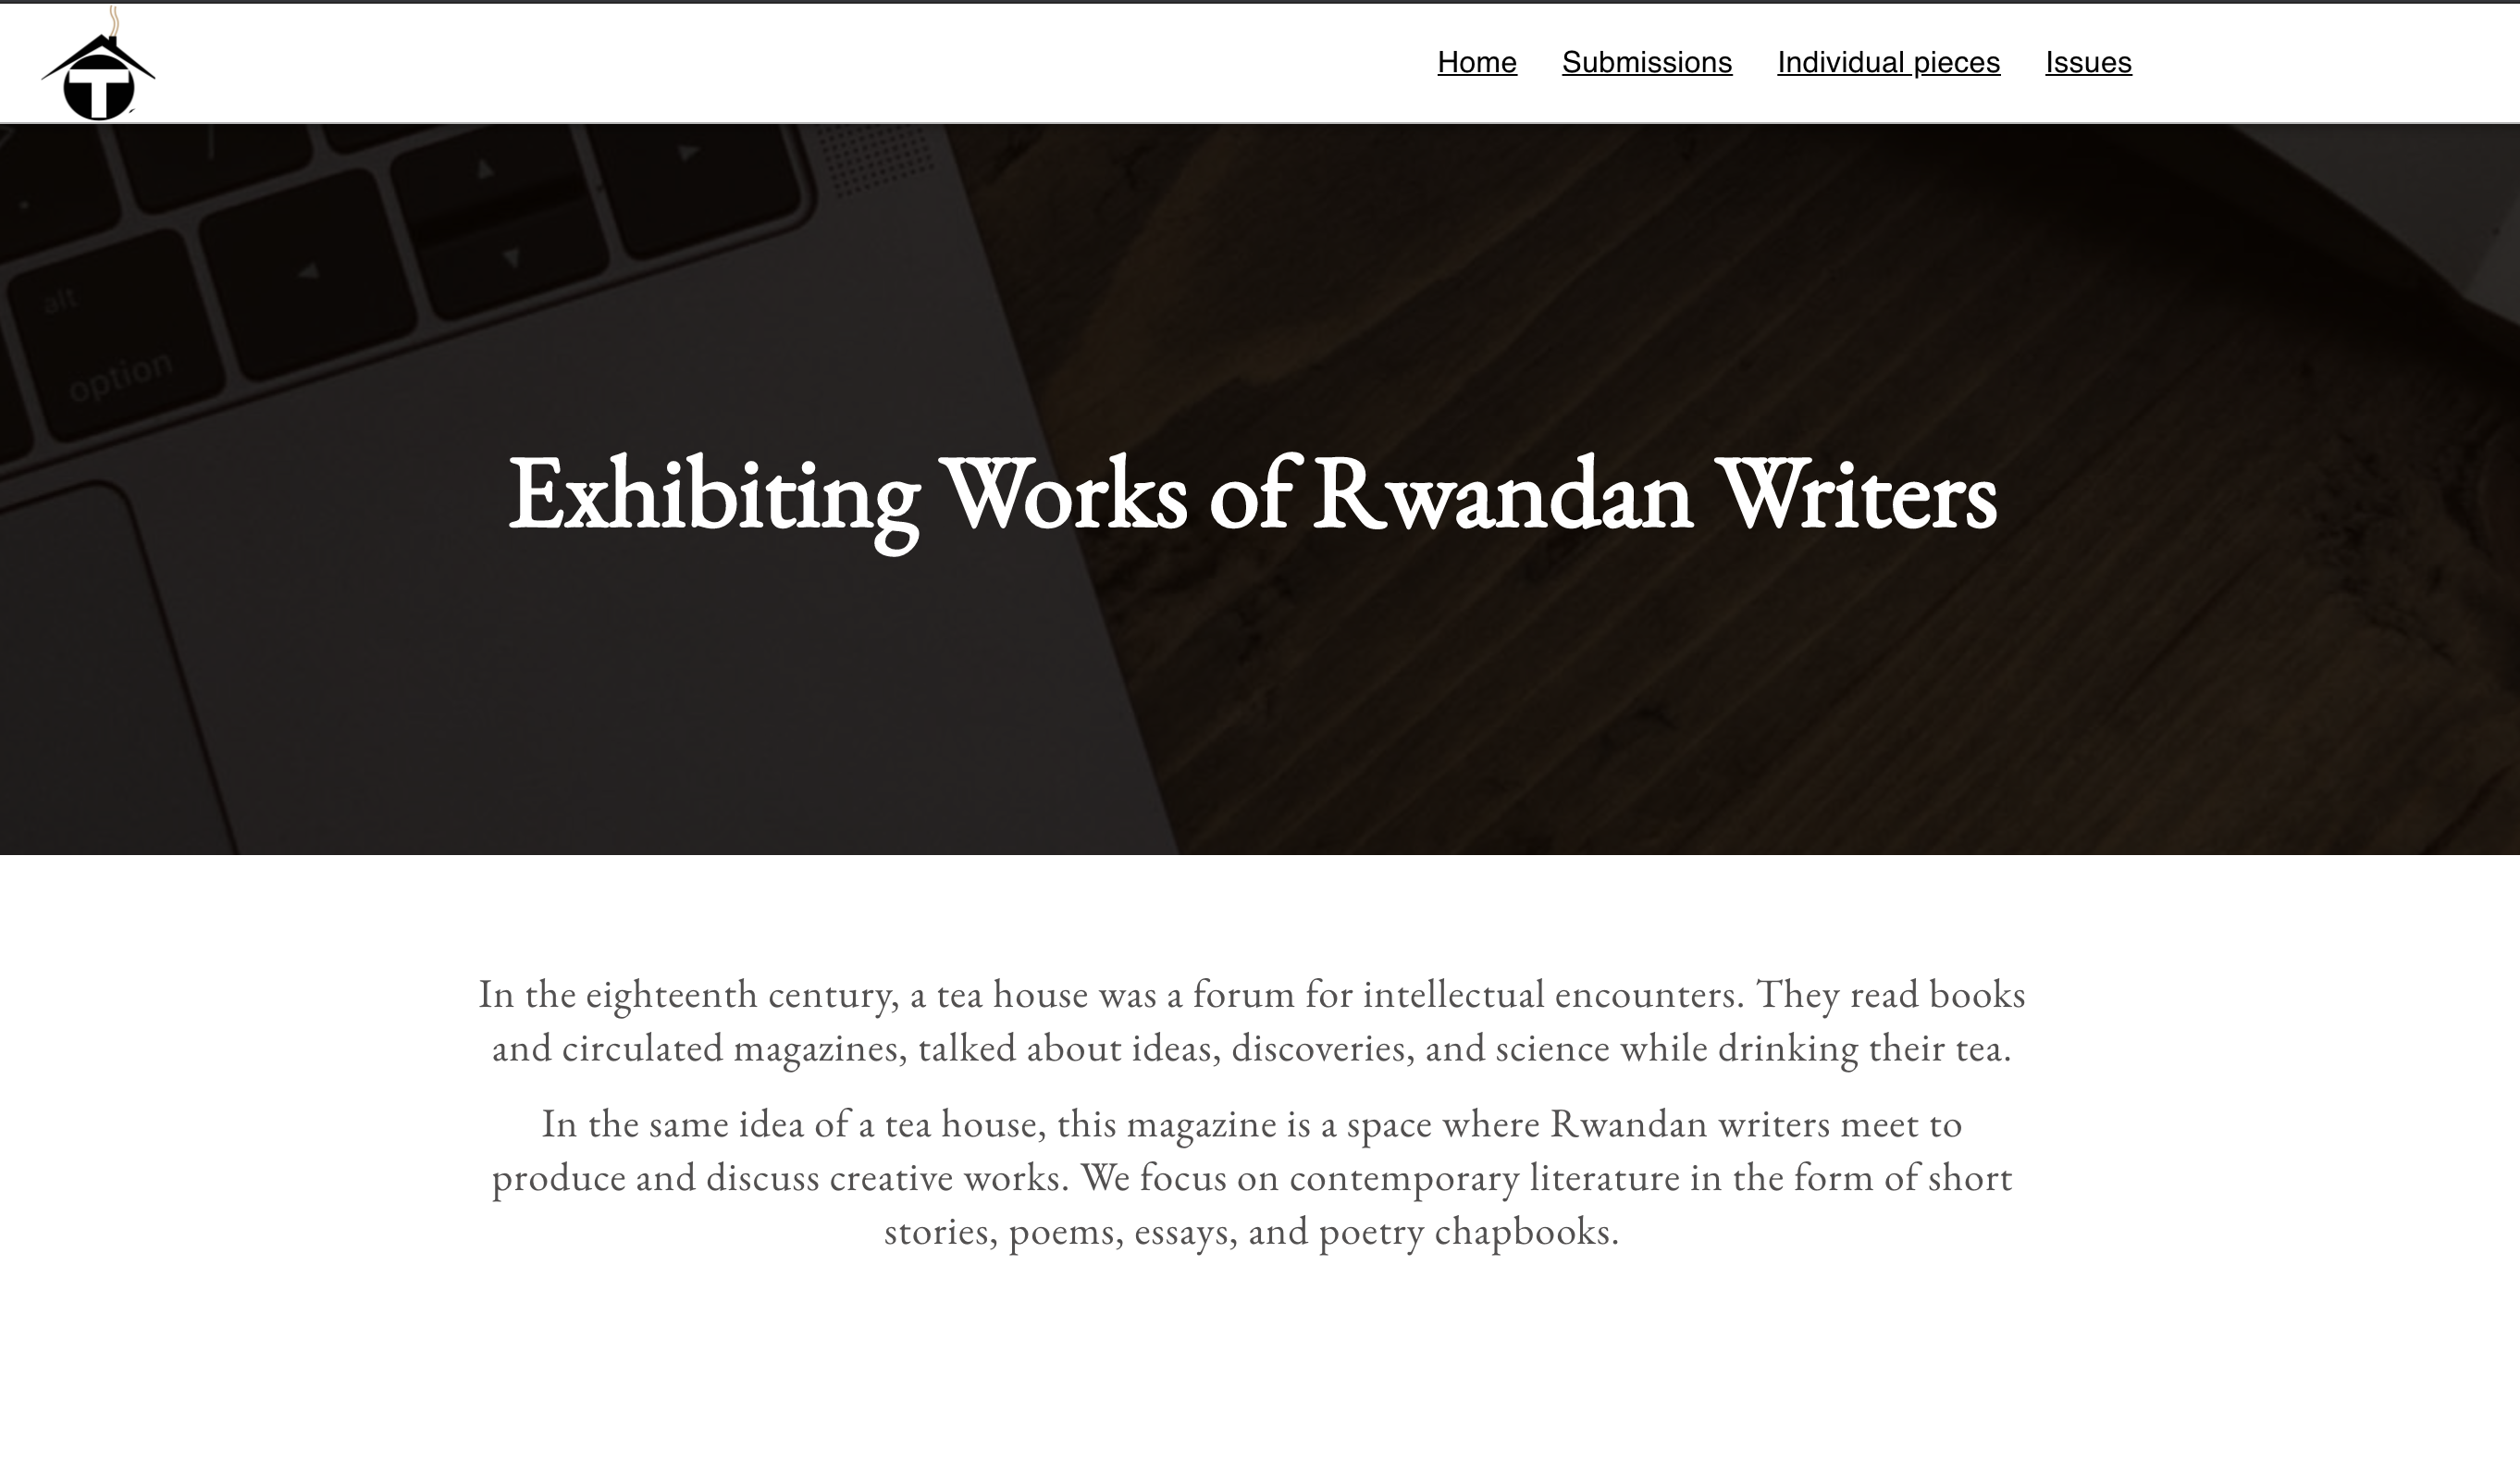 T
Home Submissions Individual pieces Issues
alt
option
Exhibiting Works of Rwandan Writers
In the eighteenth century, a tea house was a forum for intellectual encounters. They read books
and circulated magazines, talked about ideas, discoveries, and science while drinking their tea.
In the same idea of a tea house, this magazine is a space where Rwandan writers meet to
produce and discuss creative works. We focus on contemporary literature in the form of short
stories, poems, essays, and poetry chapbooks.